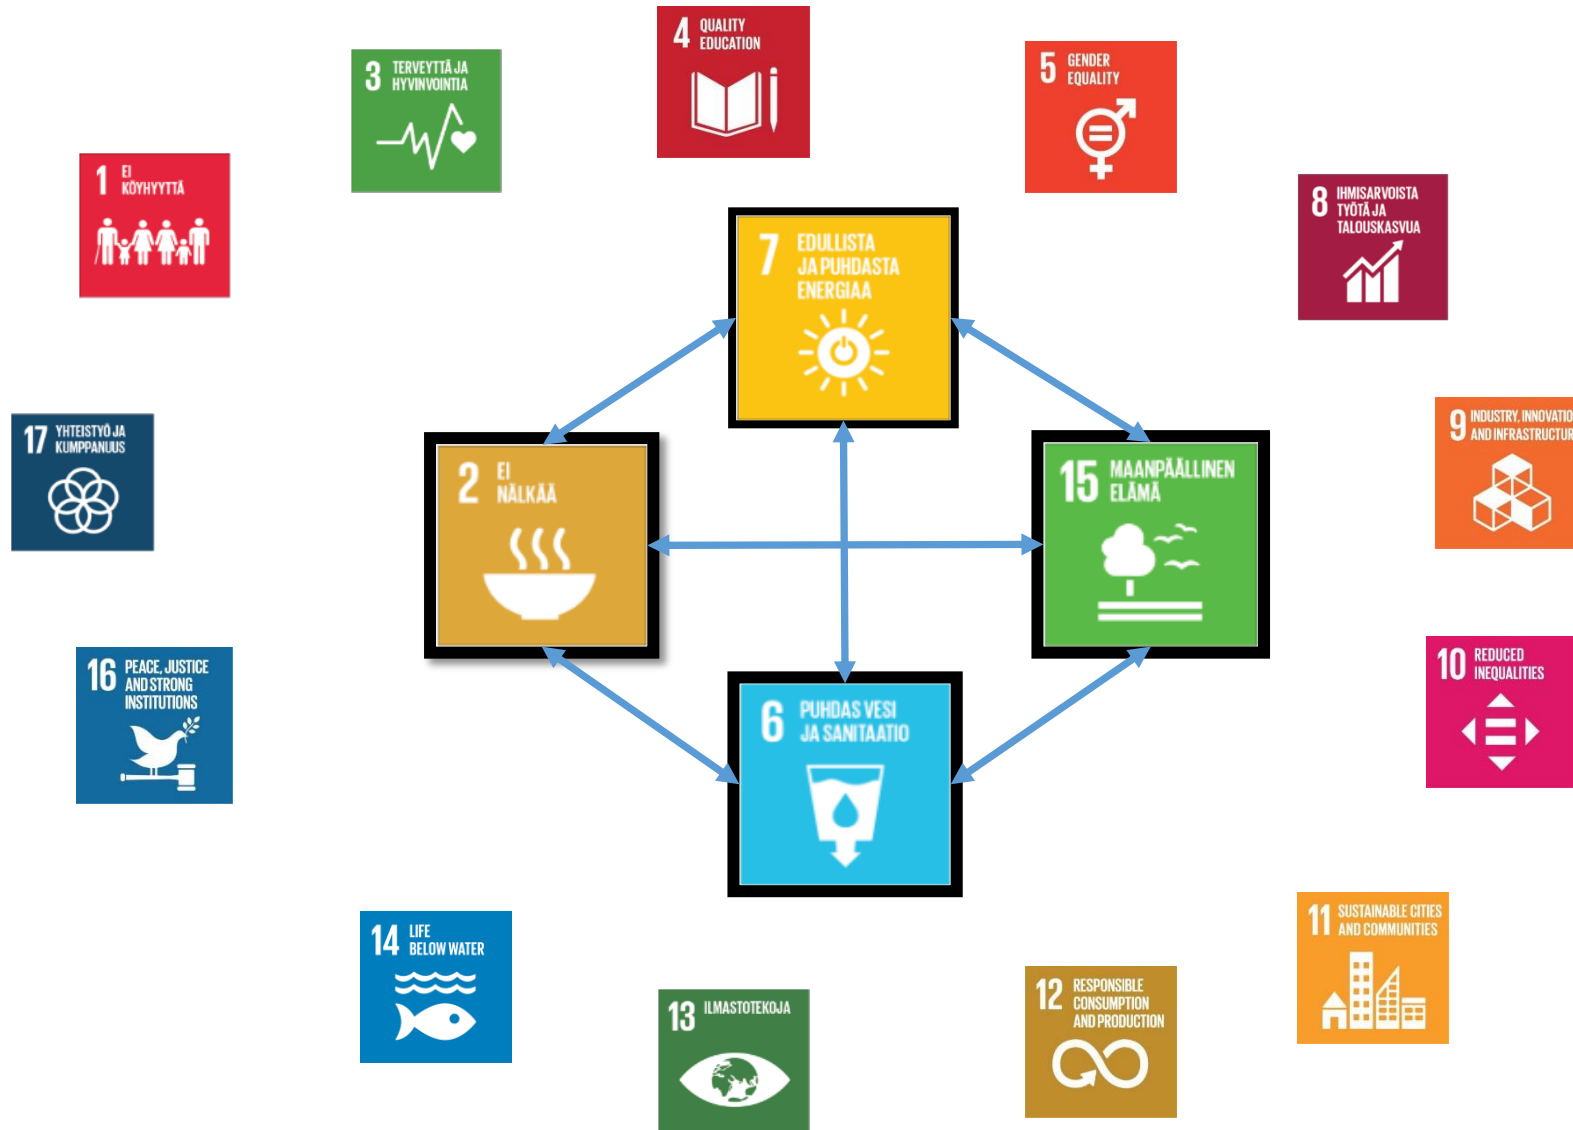 4 QUALITY
EDUCATION
3 TERVEYTTÄ JA
HYVINVOINTIA
5 GENDER
EQUALITY
1 EI
KÖYHYYTTÄ
8 IHMISARVOISTA
TYÖTÄ JA
TALOUSKASVUA
7 EDULLISTA
JA PUHDASTA
ENERGIAA
17 YHTEISTYÖ JA
KUMPPANUUS
9 INDUSTRY, INNOVATIO
AND INFRASTRUCTUR
2 EI
NÄLKÄÄ
15 MAANPÄÄLLINEN
ELÄMÄ
16 PEACE, JUSTICE
AND STRONG
INSTITUTIONS
10 REDUCED
INEQUALITIES
6 PUHDAS VESI
JA SANITAATIO
14 LIFE
BELOW WATER
11 SUSTAINABLE CITIES
AND COMMUNITIES
13 ILMASTOTEKOJA
12 RESPONSIBLE
CONSUMPTION
AND PRODUCTION